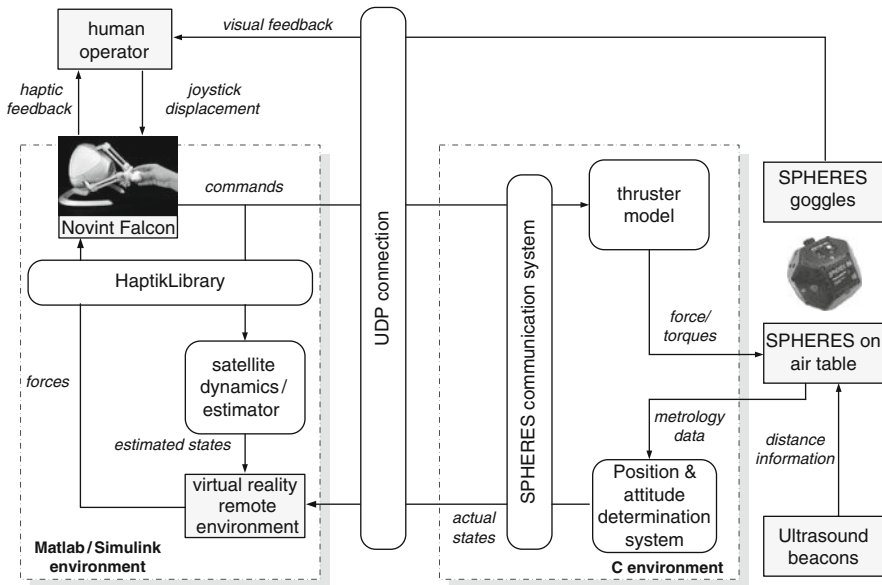 human
operator
visual feedback
haptic
feedback
joystick
displacement
commands
Novint Falcon
HaptikLibrary
satellite
dynamics/
estimator
forces
estimated states
virtual reality
remote
environment
Matlab/Simulink
environment
UDP connection
SPHERES communication system
thruster
model
force/
torques
metrology
data
Position &
attitude
determination
system
actual
states
C environment
SPHERES
goggles
SPHERES on
air table
distance
information
Ultrasound
beacons